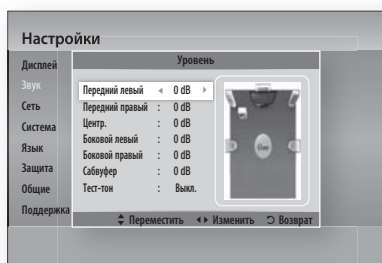 Настройки
Дисплей
Звук
Сеть
Система
Язык
Защита
Общие
Поддержка
Уровень
Передний левый ◄ 0 dB ►
Передний правый : 0 dB
Центр. : 0 dB
Боковой левый : 0 dB
Боковой правый : 0 dB
Сабвуфер : 0 dB
Тест-тон : Выкл.
Переместить Изменить Возврат